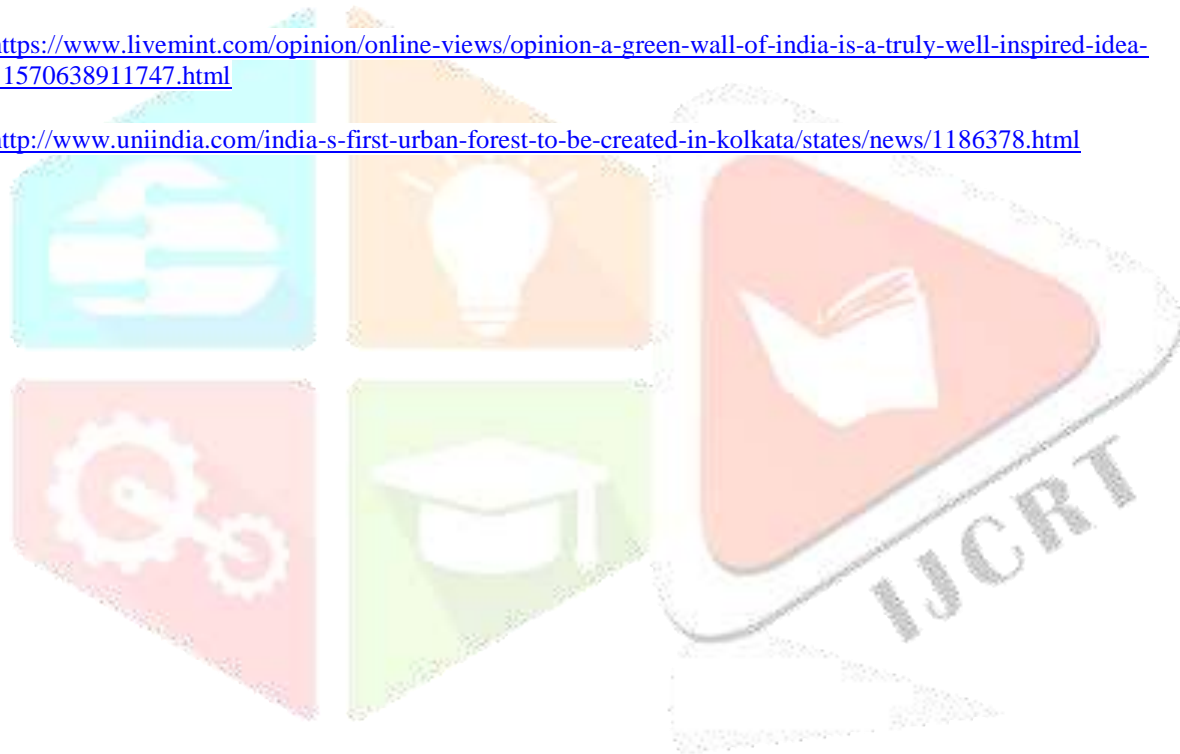 https://www.livemint.com/opinion/online-views/opinion-a-green-wall-of-india-is-a-truly-well-inspired-idea-
11570638911747.html
http://www.uniindia.com/india-s-first-urban-forest-to-be-created-in-kolkata/states/news/1186378.html
IJCRT